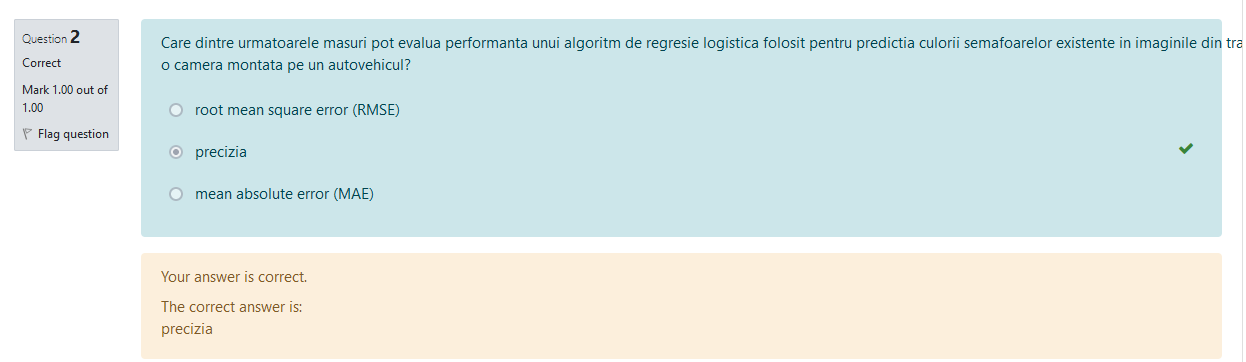 Question 2
Correct
Mark 1.00 out of
1.00
Flag question
Care dintre urmatoarele masuri pot evalua performanta unui algoritm de regresie logistica folosit pentru predictia culorii semafoarelor existente in imaginile din
o camera montata pe un autovehicul?
root mean square error (RMSE)
precizia
mean absolute error (MAE)
Your answer is correct.
The correct answer is:
precizia